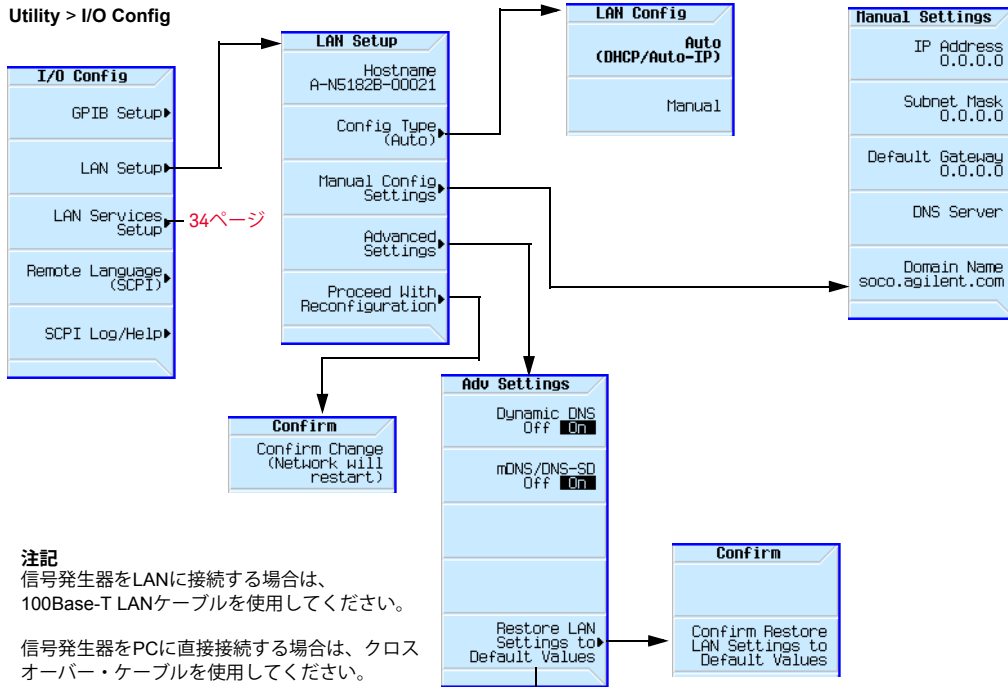 Utility > I/O Config
I/O Config
GPIB Setup
LAN Setup
LAN Services
Setup
34ページ
Remote Language
(SCPI)
SCPI Log/Help
LAN Setup
Hostname
A-N5182B-00021
Config Type
(Auto)
Manual Config
Settings
Advanced
Settings
Proceed With
Reconfiguration
LAN Config
Auto
(DHCP/Auto-IP)
Manual
Manual Settings
IP Address
0.0.0.0
Subnet Mask
0.0.0.0
Default Gateway
0.0.0.0
DNS Server
Domain Name
soco.agilent.com
Confirm
Confirm Change
(Network will
restart)
Adv Settings
Dynamic DNS
Off On
mDNS/DNS-SD
Off On
Restore LAN
Settings to
Default Values
Confirm
Confirm Restore
LAN Settings to
Default Values
注記
信号発生器をLANに接続する場合は、
100Base-T LANケーブルを使用してください。
信号発生器をPCに直接接続する場合は、クロス
オーバー・ケーブルを使用してください。